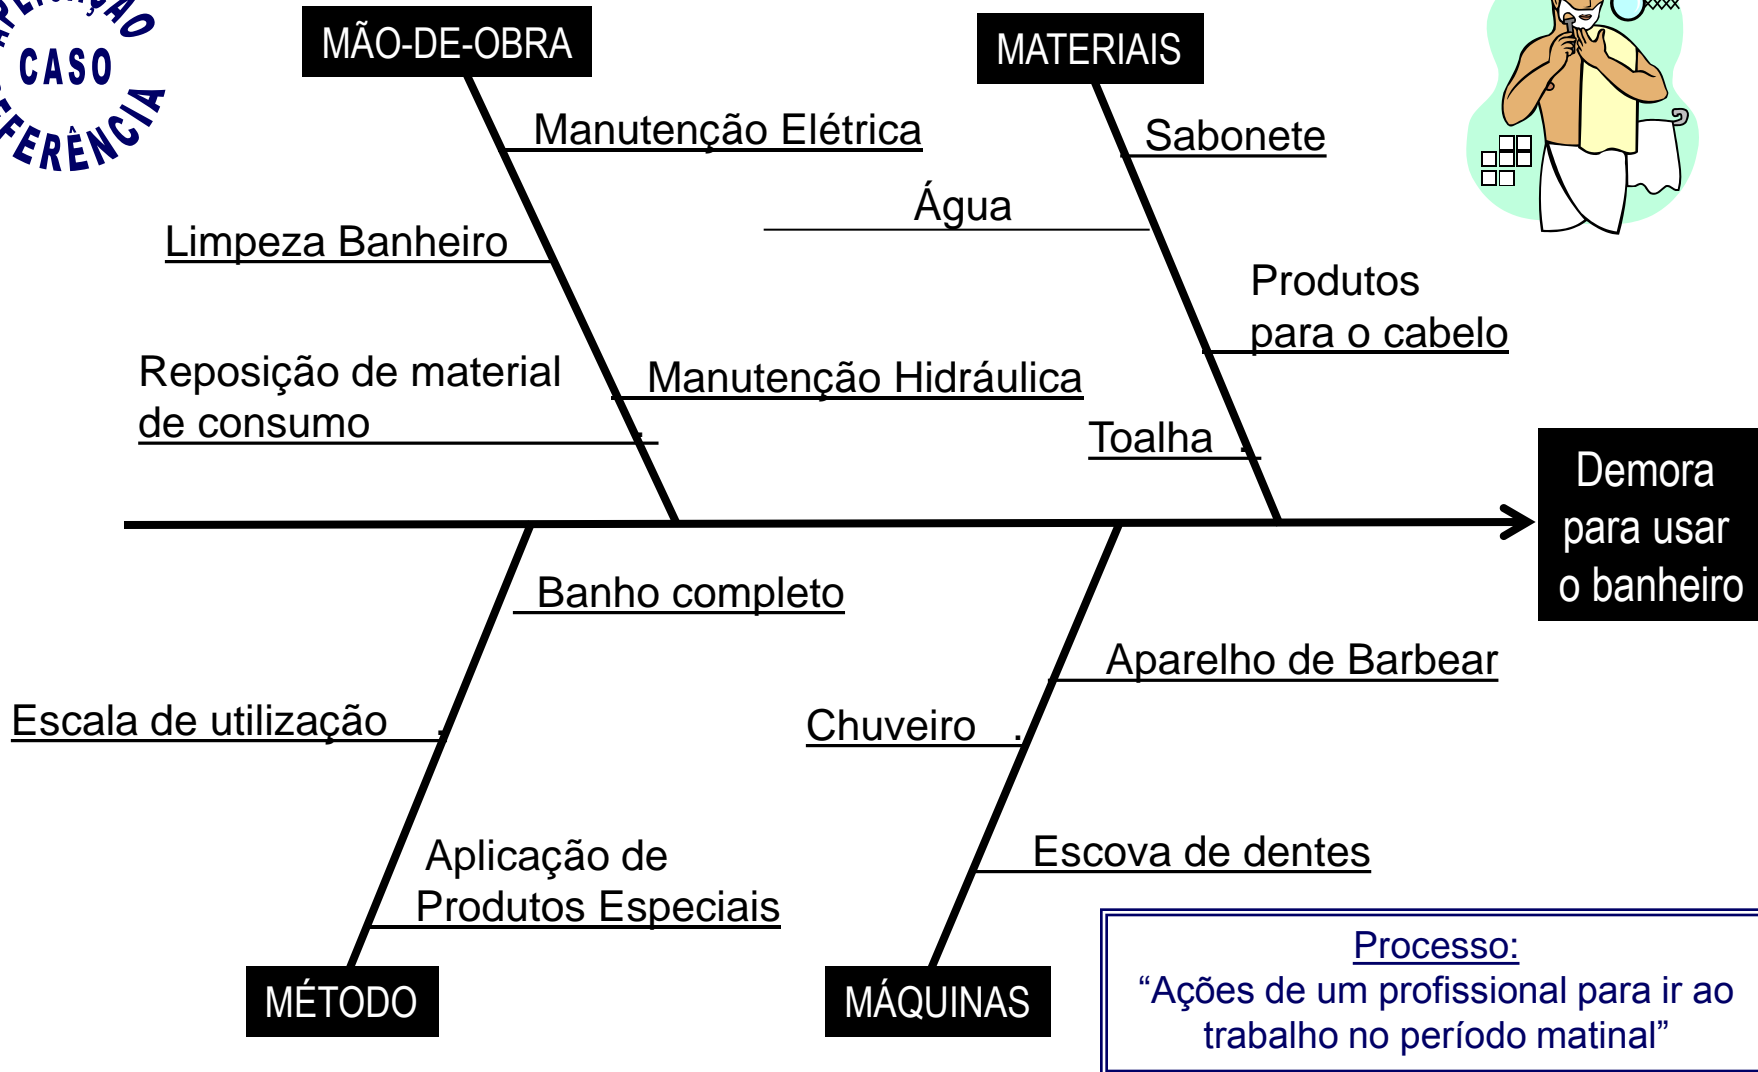 CASO
MÃO-DE-OBRA
MATERIAIS
Manutenção Elétrica
Sabonete
Água
Limpeza Banheiro
Produtos
para o cabelo
Reposição de material
de consumo .
Manutenção Hidráulica
Toalha .
Demora
para usar
o banheiro
Banho completo
Aparelho de Barbear
Escala de utilização .
Chuveiro .
Aplicação de
Produtos Especiais
Escova de dentes
MÉTODO
MÁQUINAS
Processo:
“Ações de um profissional para ir ao
trabalho no período matinal”